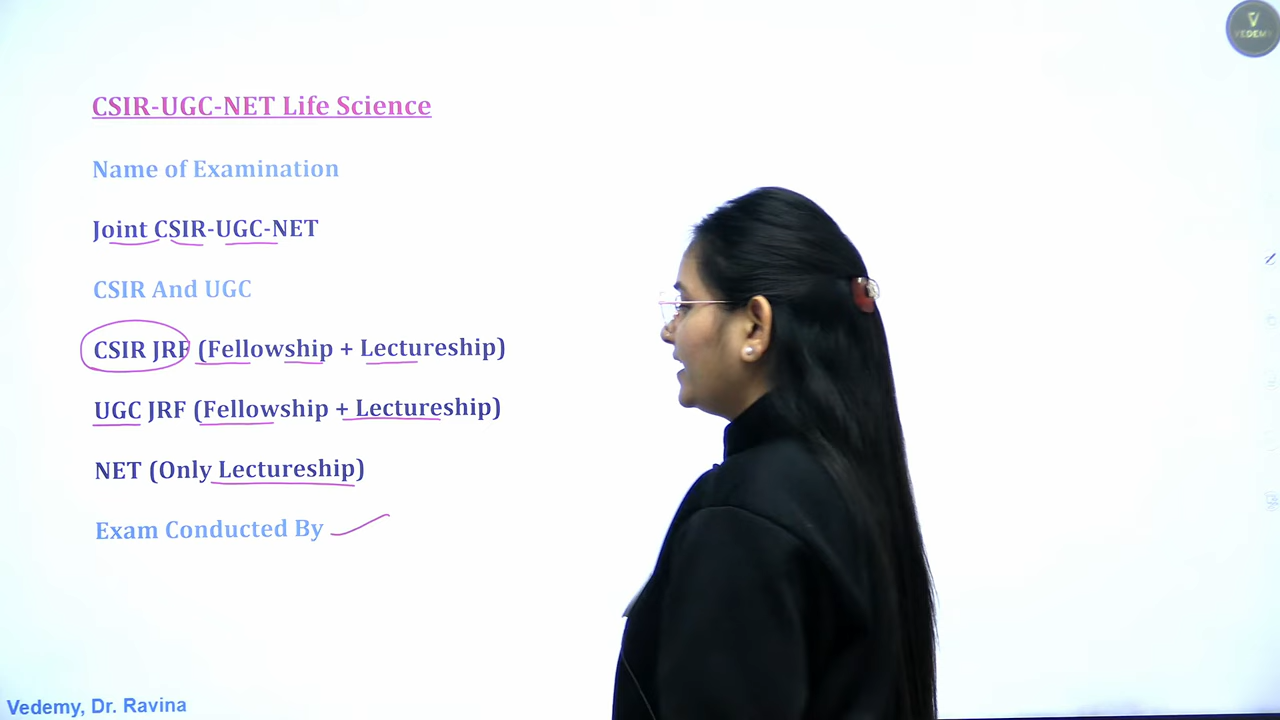 V
VEDEMY
CSIR-UGC-NET Life Science
Name of Examination
Joint CSIR-UGC-NET
CSIR And UGC
CSIR JRF (Fellowship + Lectureship)
UGC JRF (Fellowship + Lectureship)
NET (Only Lectureship)
Exam Conducted By
Vedemy, Dr. Ravina